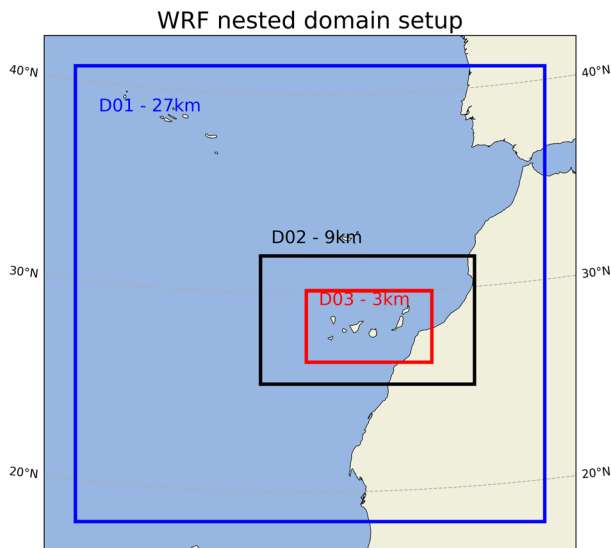 WRF nested domain setup
40°N
40°N
D01 - 27km
D02 - 9km
30°N
30°N
D03 - 3km
20°N
20°N